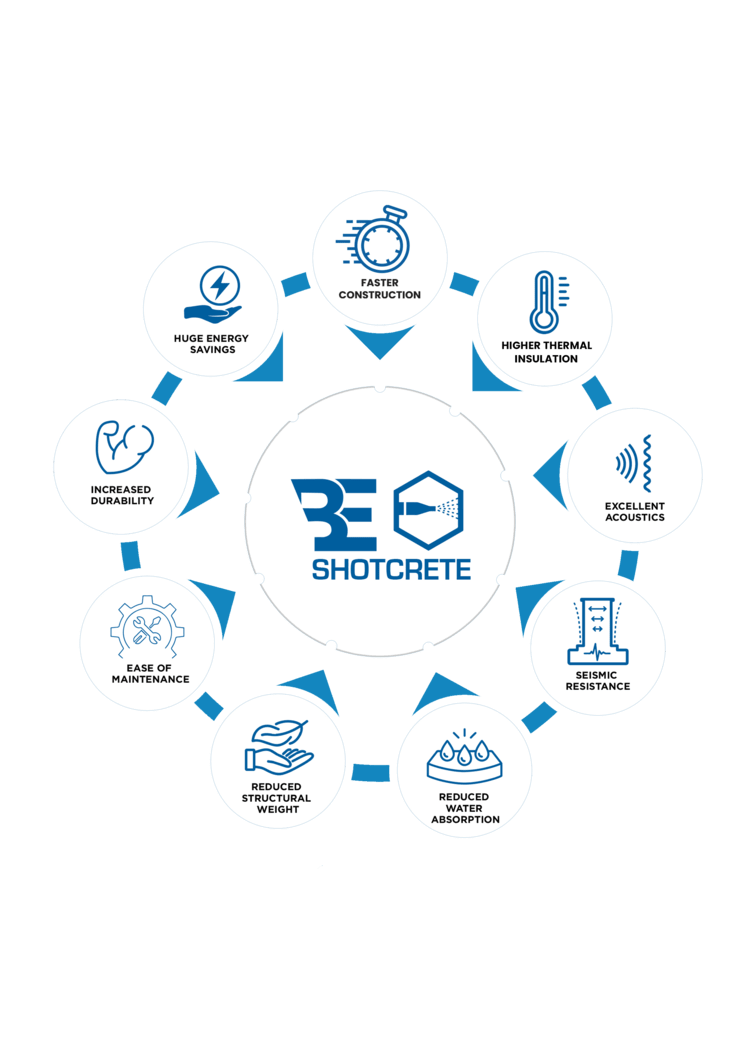 FASTER
CONSTRUCTION
HIGHER THERMAL
INSULATION
EXCELLENT
ACOUSTICS
SEISMIC
RESISTANCE
REDUCED
WATER
ABSORPTION
REDUCED
STRUCTURAL
WEIGHT
EASE OF
MAINTENANCE
INCREASED
DURABILITY
HUGE ENERGY
SAVINGS
BE
SHOTCRETE